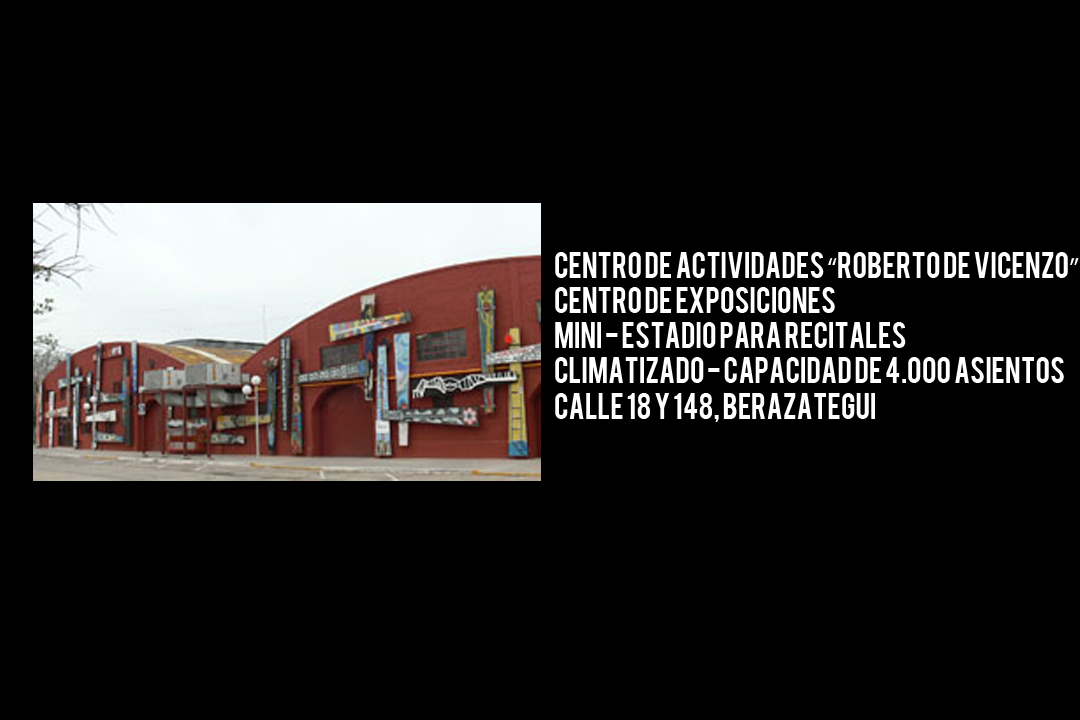 CENTRO DE ACTIVIDADES “ROBERTO DE VICENZO”
CENTRO DE EXPOSICIONES
MINI - ESTADIO PARA RECITALES
CLIMATIZADO - CAPACIDAD DE 4.000 ASIENTOS
CALLE 18 Y 148, BERAZATEGUI